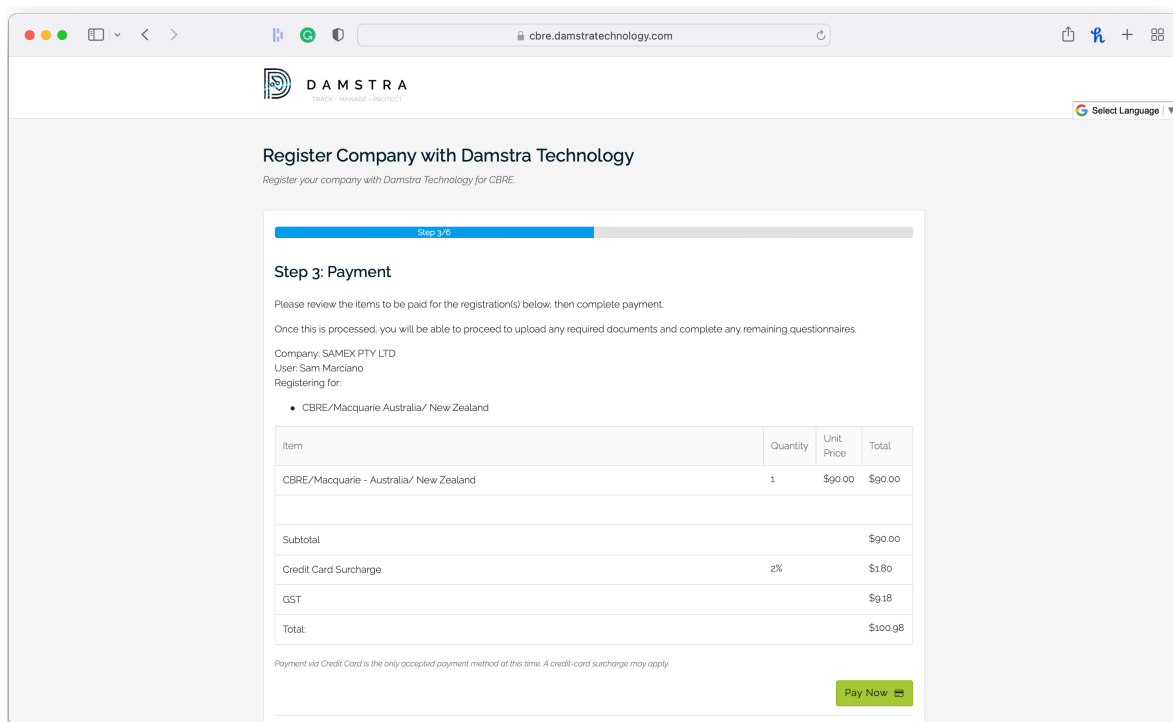 cbre.damstratechnology.com
DAMSTRA
TRACK • MANAGE • PROTECT
Select Language
Register Company with Damstra Technology
Register your company with Damstra Technology for CBRE.
Step 3/6
Step 3: Payment
Please review the items to be paid for the registration(s) below, then complete payment.
Once this is processed, you will be able to proceed to upload any required documents and complete any remaining questionnaires.
Company: SAMEX PTY LTD
User: Sam Marciano
Registering for:
• CBRE/Macquarie Australia/ New Zealand
Item Quantity Unit Price Total
CBRE/Macquarie - Australia/ New Zealand 1 $90.00 $90.00
Subtotal $90.00
Credit Card Surcharge 2% $1.80
GST $9.18
Total: $100.98
Payment via Credit Card is the only accepted payment method at this time. A credit-card surcharge may apply.
Pay Now